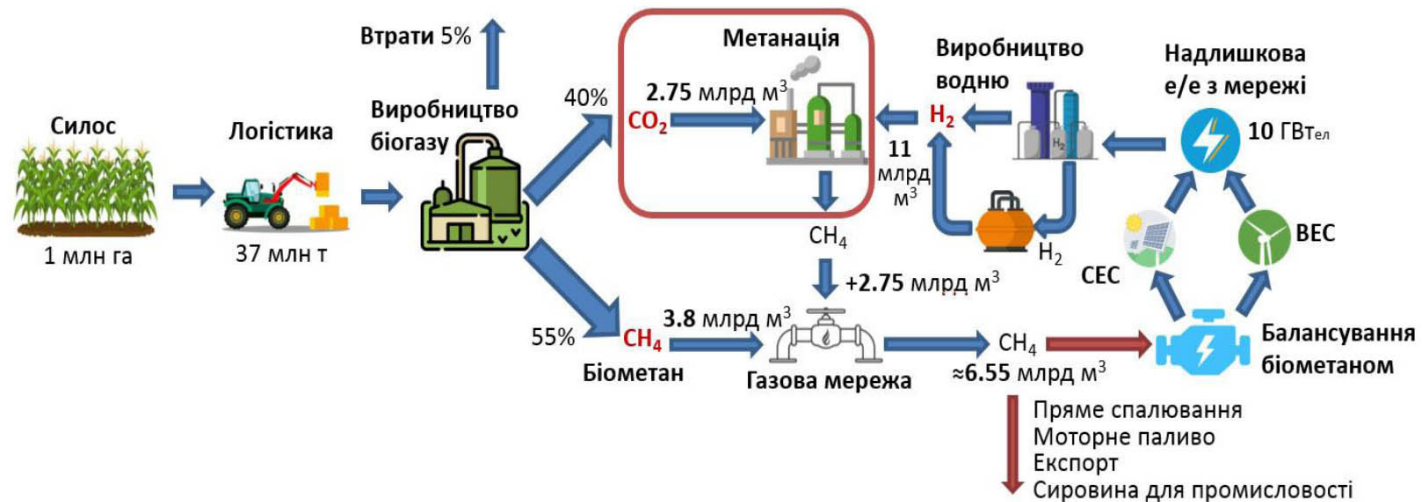 Силос
1 млн га
Логістика
37 млн т
Втрати 5%
Виробництво
біогазу
40%
55%
Метанація
2.75 млрд м³
CO₂
H₂
11
млрд
м³
Виробництво
водню
H₂
H₂
Надлишкова
е/е з мережі
10 ГВтел
СЕС
ВЕС
CH₄
+2.75 млрд м³
CH₄
3.8 млрд м³
Біометан
Газова мережа
CH₄
≈6.55 млрд м³
Балансування
біометаном
Пряме спалювання
Моторне паливо
Експорт
Сировина для промисловості